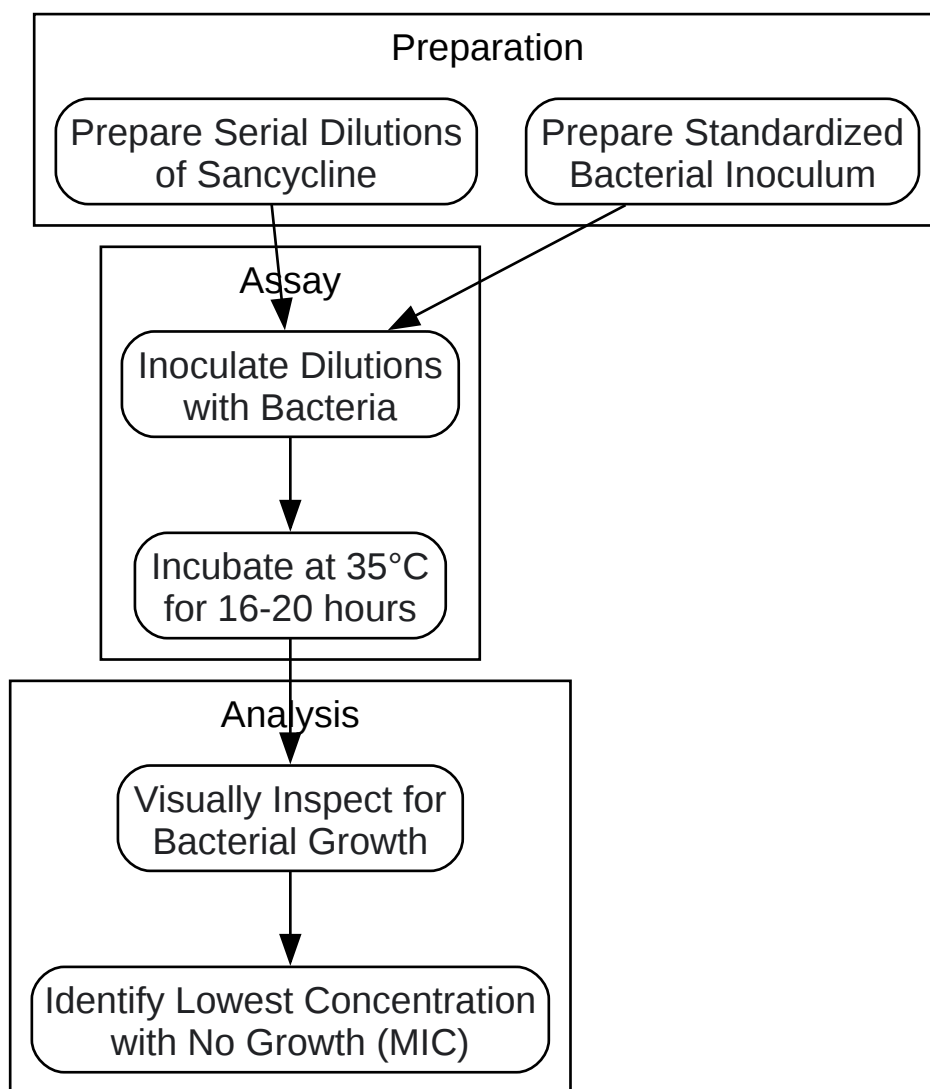 Preparation
Prepare Serial Dilutions
of Sancycline
Prepare Standardized
Bacterial Inoculum
Assay
Inoculate Dilutions
with Bacteria
Incubate at 35°C
for 16-20 hours
Analysis
Visually Inspect for
Bacterial Growth
Identify Lowest Concentration
with No Growth (MIC)